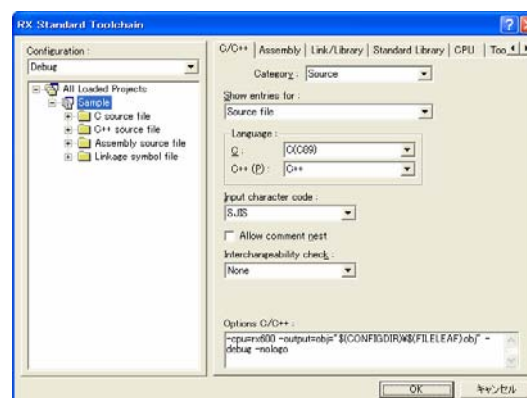 RX Standard Toolchain
Configuration :
Debug
All Loaded Projects
Sample
C source file
C++ source file
Assembly source file
Linkage symbol file
C/C++ Assembly Link/Library Standard Library CPU Too
Category : Source
Show entries for :
Source file
Language :
C : C(C89)
C++ (P) : C++
Input character code :
SJIS
Allow comment nest
Interchangeability check :
None
Options C/C++ :
-cpu=rx600 -output=obj="$(CONFIGDIR)¥$(FILELEAF).obj" -
debug -nologo
OK キャンセル